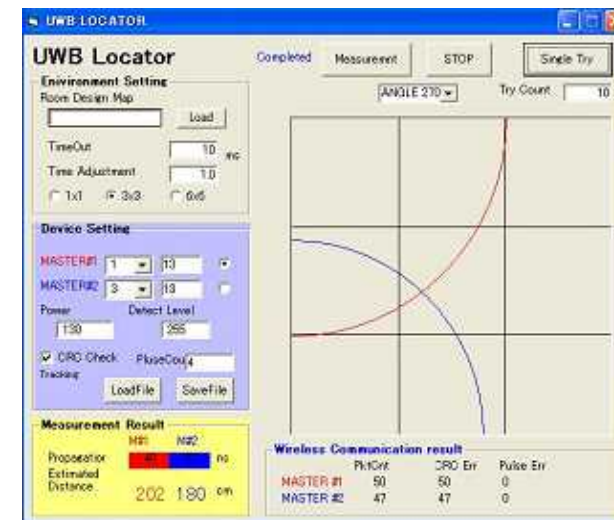 UWB LOCATOR
UWB Locator
Completed Measuremnt STOP Single Try
Enivironment Setting
Room Design Map
Load
ANGLE 270
Try Count 10
TimeOut 10 ms
Time Adjustment 1.0
1x1 3x3 6x6
Device Setting
MASTER#1 1 13
MASTER#2 3 13
Power Detect Level
130 255
CRC Check PluseCou 4
Tracking
LoadFile SaveFile
Measurement Result
M#1 M#2
Propagation ns
Estimated
Distance 202 180 cm
Wireless Communication result
PktCnt CRC Err Pulse Err
MASTER #1 50 50 0
MASTER #2 47 47 0